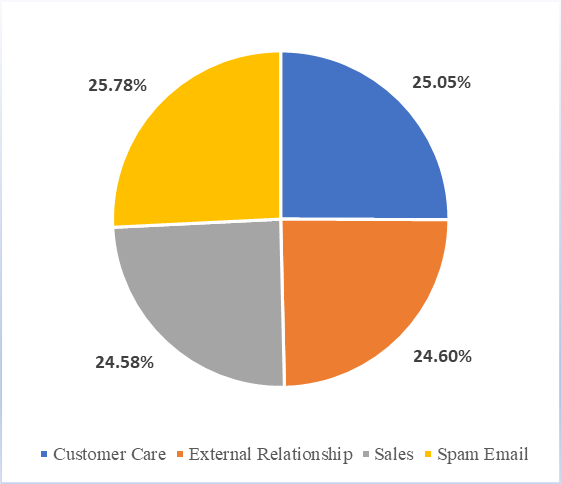 25.78%
25.05%
24.58%
24.60%
Customer Care External Relationship Sales Spam Email